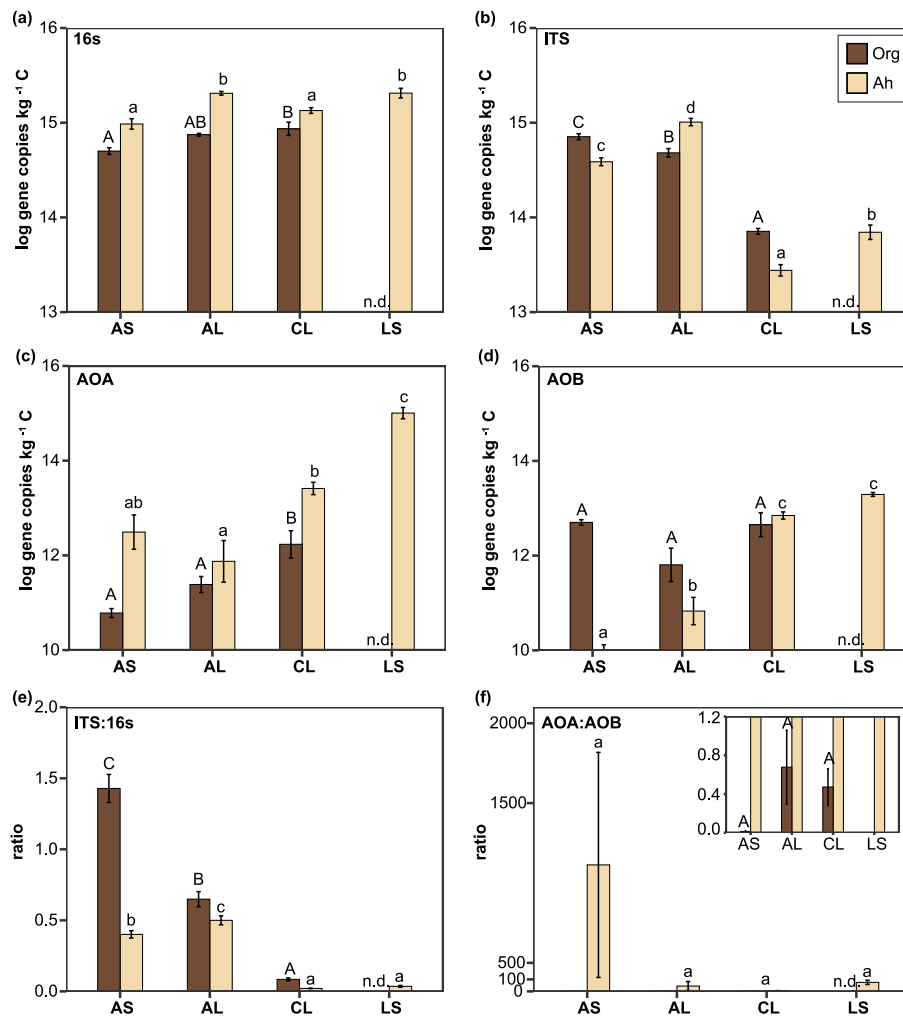 (a)
16s
log gene copies kg ⁻¹ C
16
15
14
13
A
a
AB
b
B
a
n.d.
b
AS AL CL LS
(b)
ITS
Org
Ah
log gene copies kg ⁻¹ C
16
15
14
13
C
c
B
d
A
a
n.d.
b
AS AL CL LS
(c)
AOA
log gene copies kg ⁻¹ C
16
14
12
10
A
ab
A
a
B
b
n.d.
c
AS AL CL LS
(d)
AOB
log gene copies kg ⁻¹ C
16
14
12
10
A
a
A
b
A
c
n.d.
c
AS AL CL LS
(e)
ITS:16s
ratio
2.0
1.5
1.0
0.5
0.0
C
b
B
c
A
a
n.d.
a
AS AL CL LS
(f)
AOA:AOB
ratio
2000
1500
500
100
0
a
a
a
n.d.
a
AS AL CL LS
1.2
0.8
0.4
0.0
A
A
A
AS AL CL LS